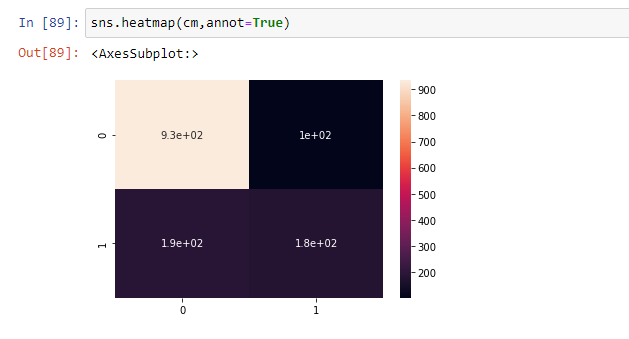 In [89]: sns.heatmap(cm,annot=True)
Out[89]: <AxesSubplot:>
900
800
700
600
500
400
300
200
0
9.3e+02 1e+02
1
1.9e+02 1.8e+02
0 1